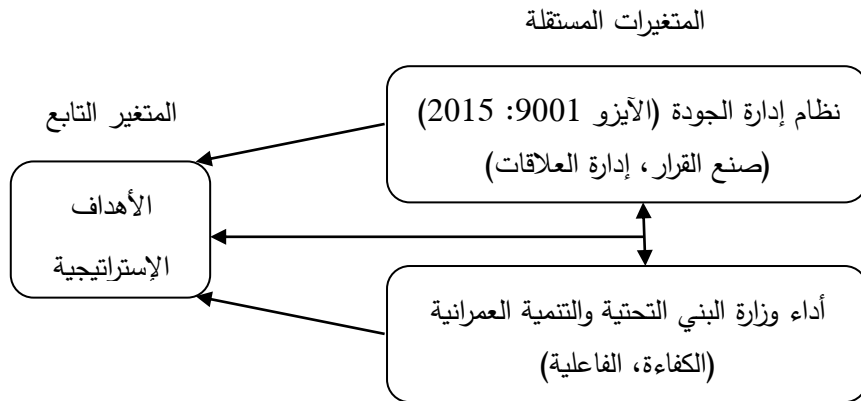 المتغيرات المستقلة
نظام إدارة الجودة (الآيزو 9001: 2015)
(صنع القرار، إدارة العلاقات)
المتغير التابع
الأهداف
الإستراتيجية
أداء وزارة البني التحتية والتنمية العمرانية
(الكفاءة، الفاعلية)